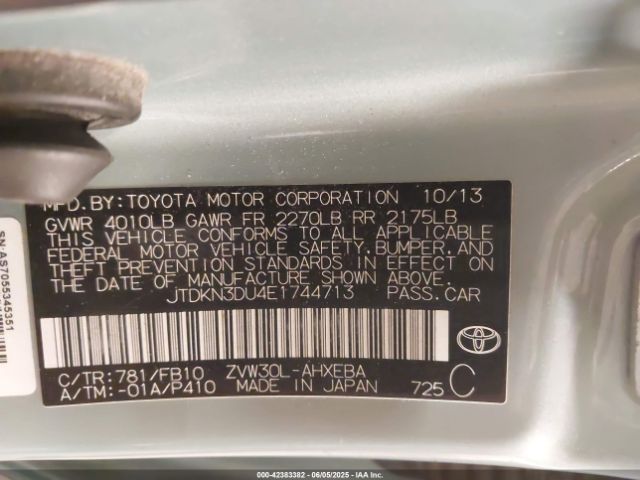 MFD.BY:TOYOTA MOTOR CORPORATION 10/13
GVWR 4010LB GAWR FR 2270LB RR 2175LB
THIS VEHICLE CONFORMS TO ALL APPLICABLE
FEDERAL MOTOR VEHICLE SAFETY,BUMPER,AND
THEFT PREVENTION STANDARDS IN EFFECT ON
THE DATE OF MANUFACTURE SHOWN ABOVE.
JTDKN3DU4E1744713 PASS.CAR
C/TR:781/FB10 ZVW30L-AHXEBA
A/TM:-01A/P410 MADE IN JAPAN 725 C
SN:AS7055345351
000-42383382 | 06/05/2025 | IAA Inc.